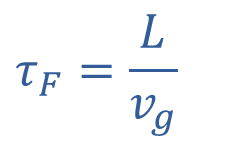 τ_F = L / v_g